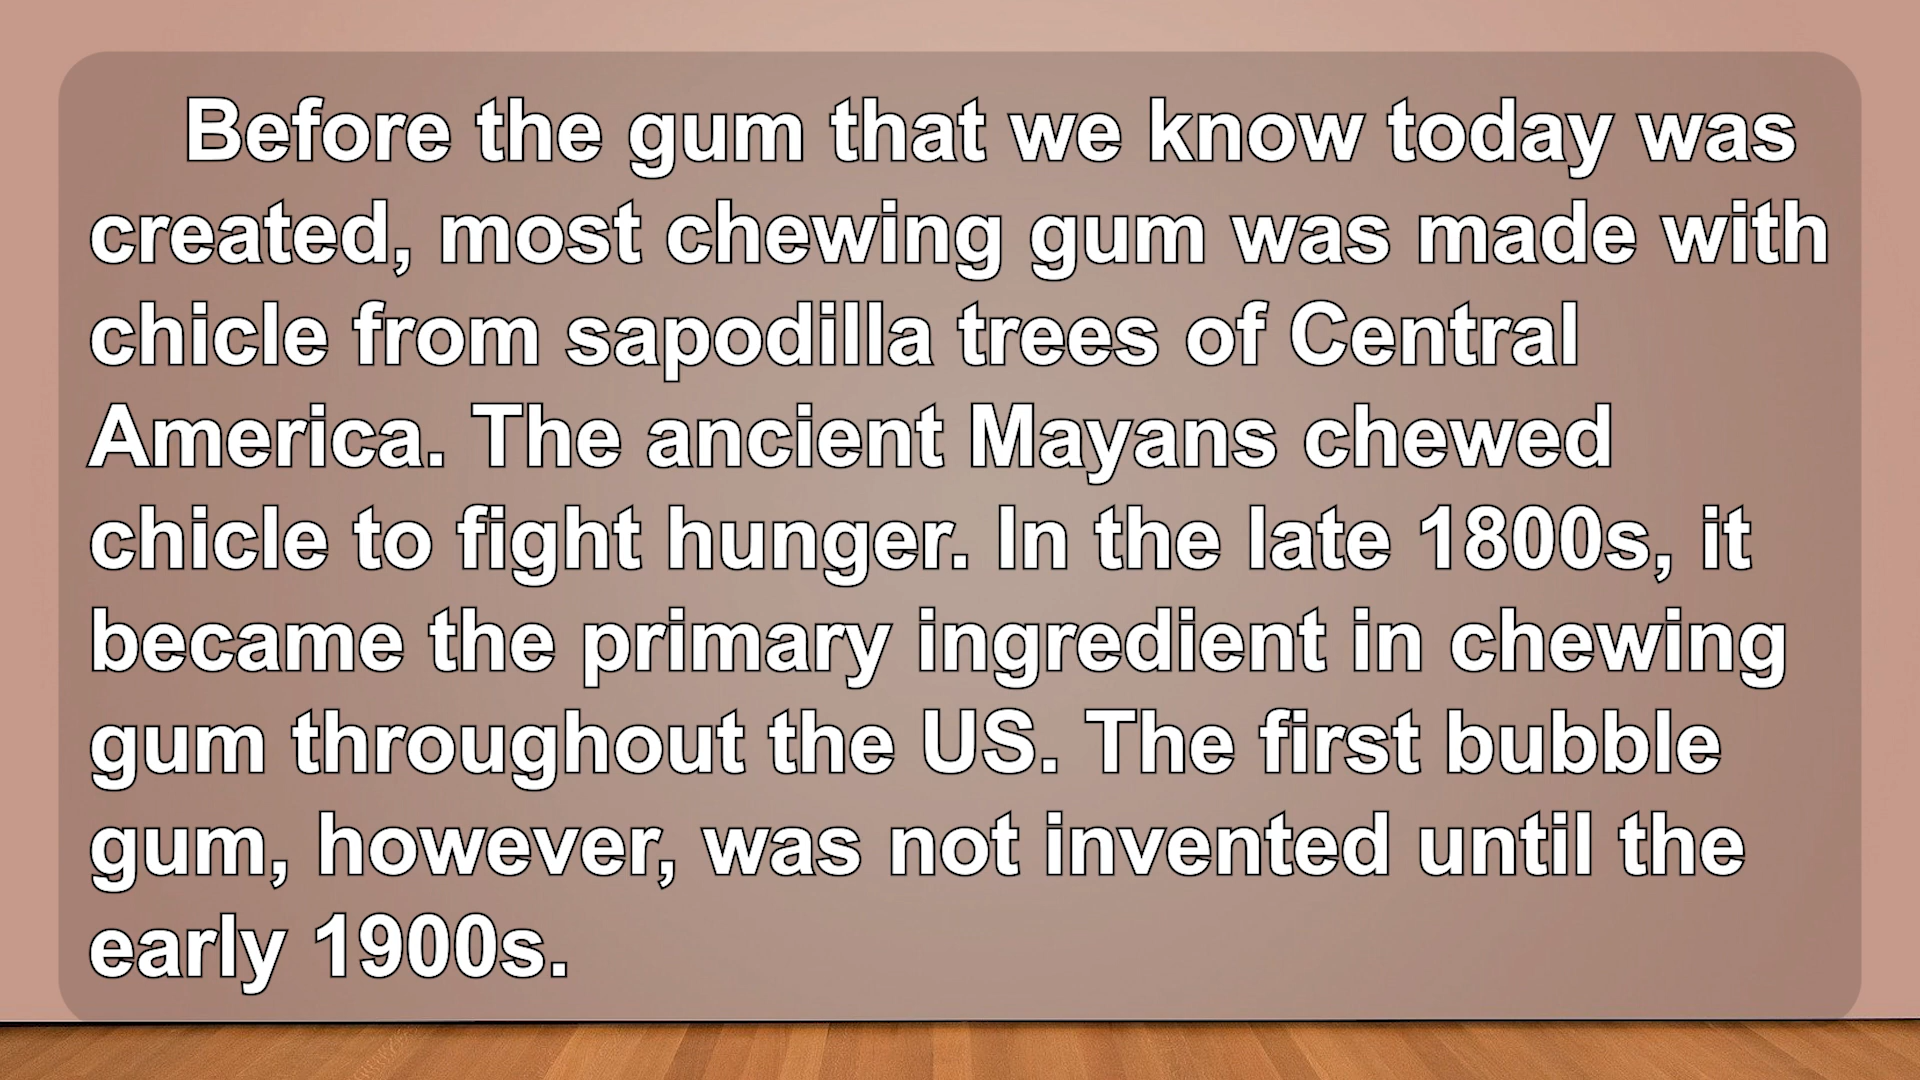 Before the gum that we know today was
created, most chewing gum was made with
chicle from sapodilla trees of Central
America. The ancient Mayans chewed
chicle to fight hunger. In the late 1800s, it
became the primary ingredient in chewing
gum throughout the US. The first bubble
gum, however, was not invented until the
early 1900s.